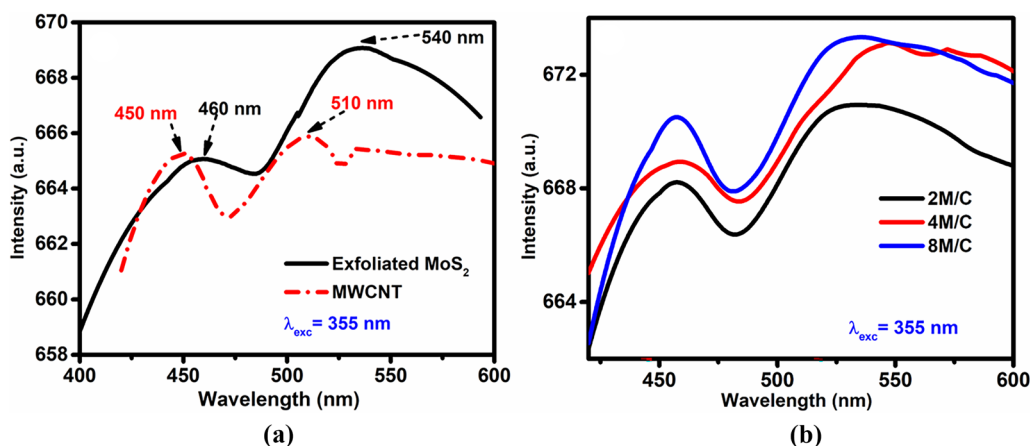 670
668
666
664
662
660
658
400
450
500
550
600
Intensity (a.u.)
Wavelength (nm)
540 nm
450 nm
460 nm
510 nm
Exfoliated MoS₂
MWCNT
λexc= 355 nm
(a)
672
668
664
450
500
550
600
Intensity (a.u.)
Wavelength (nm)
2M/C
4M/C
8M/C
λexc= 355 nm
(b)